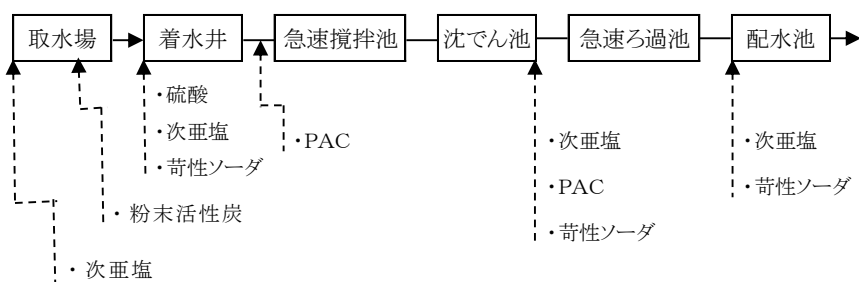 取水場
着水井
急速撹拌池
沈でん池
急速ろ過池
配水池
・硫酸
・次亜塩
・苛性ソーダ
・PAC
・次亜塩
・PAC
・苛性ソーダ
・次亜塩
・苛性ソーダ
・粉末活性炭
・次亜塩